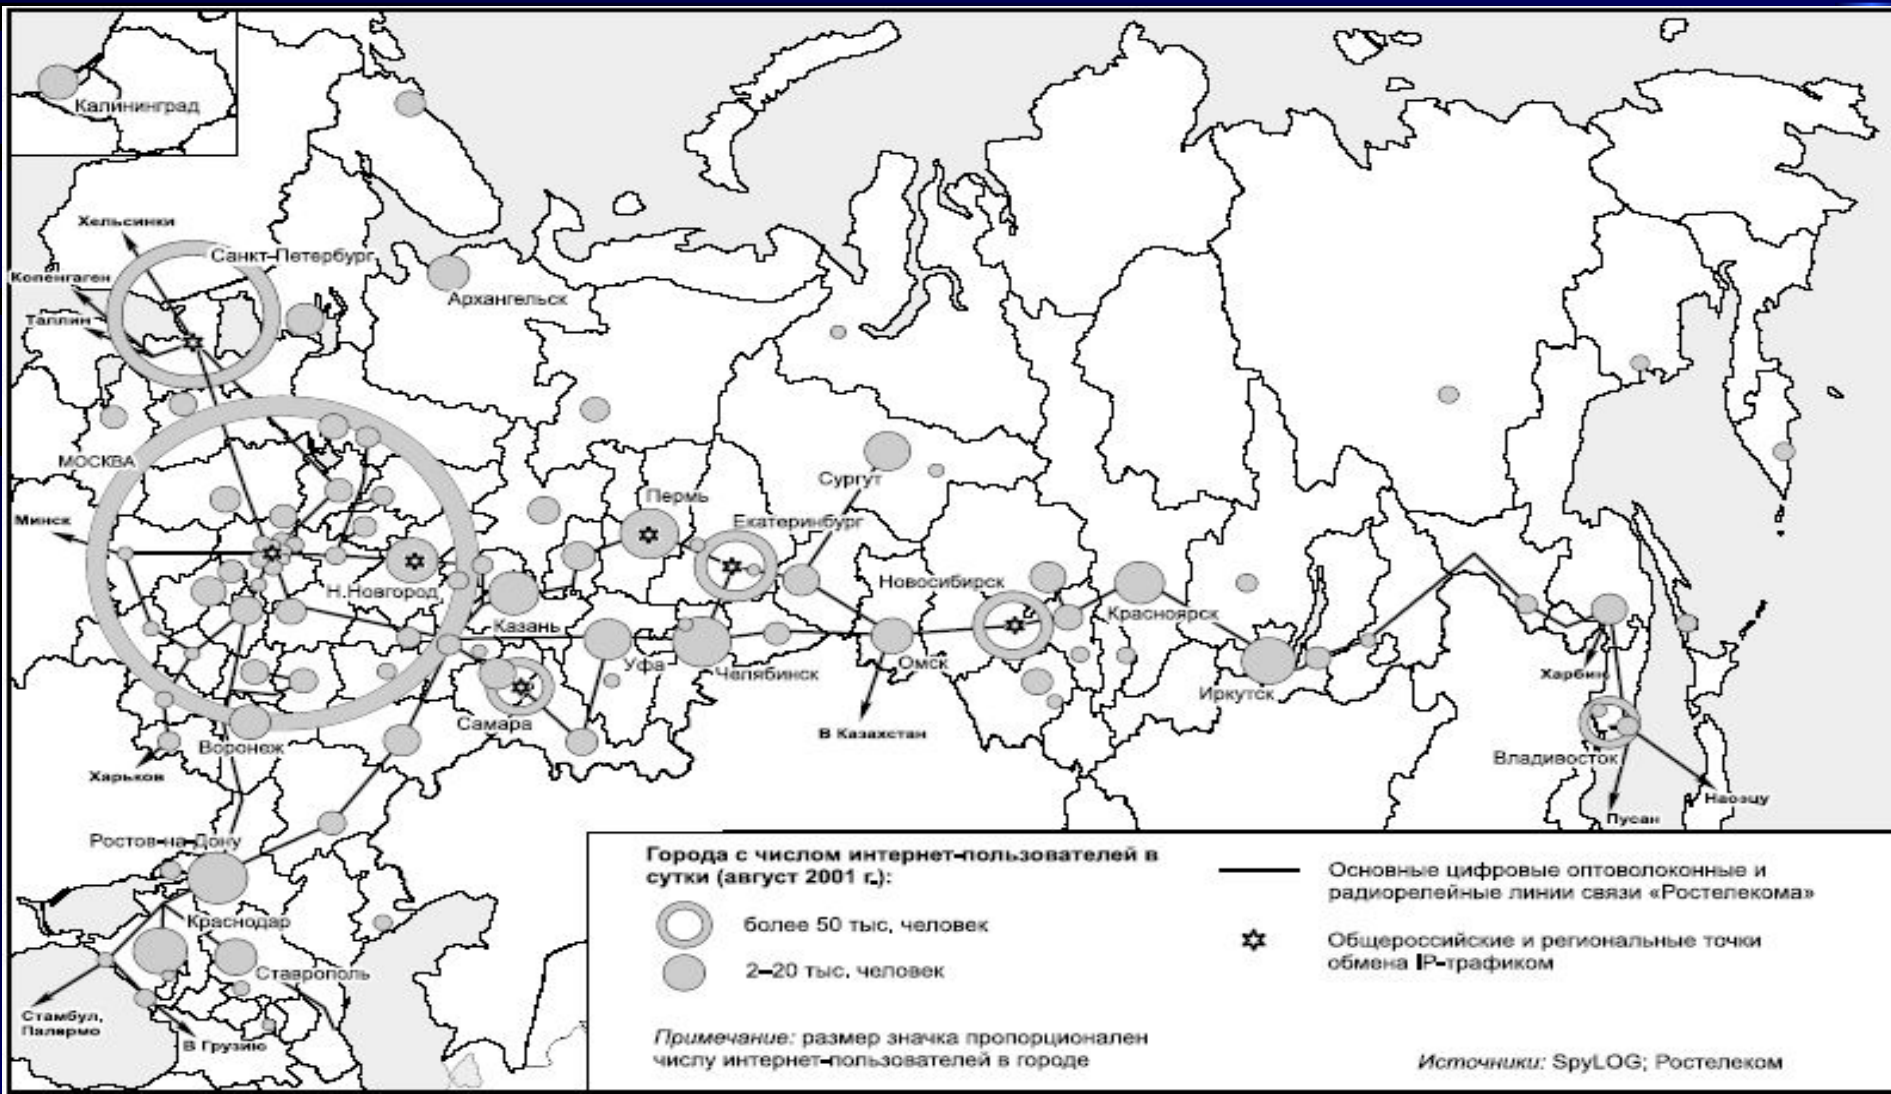 Калининград
Хельсинки
Санкт-Петербург
Копенгаген
Архангельск
Таллин
МОСКВА
Сургут
Пермь
Минск
Екатеринбург
Новосибирск
Н.Новгород
Красноярск
Казань
Уфа
Омск
Челябинск
Харбин
Иркутск
Самара
В Казахстан
Воронеж
Владивосток
Харьков
Наоэцу
Пусан
Ростов-на-Дону
Краснодар
Ставрополь
Стамбул,
Палермо
В Грузию
Города с числом интернет-пользователей в
сутки (август 2001 г.):
более 50 тыс. человек
2–20 тыс. человек
Примечание: размер значка пропорционален
числу интернет-пользователей в городе
Основные цифровые оптоволоконные и
радиорелейные линии связи «Ростелекома»
Общероссийские и региональные точки
обмена IP-трафиком
Источники: SpyLOG; Ростелеком